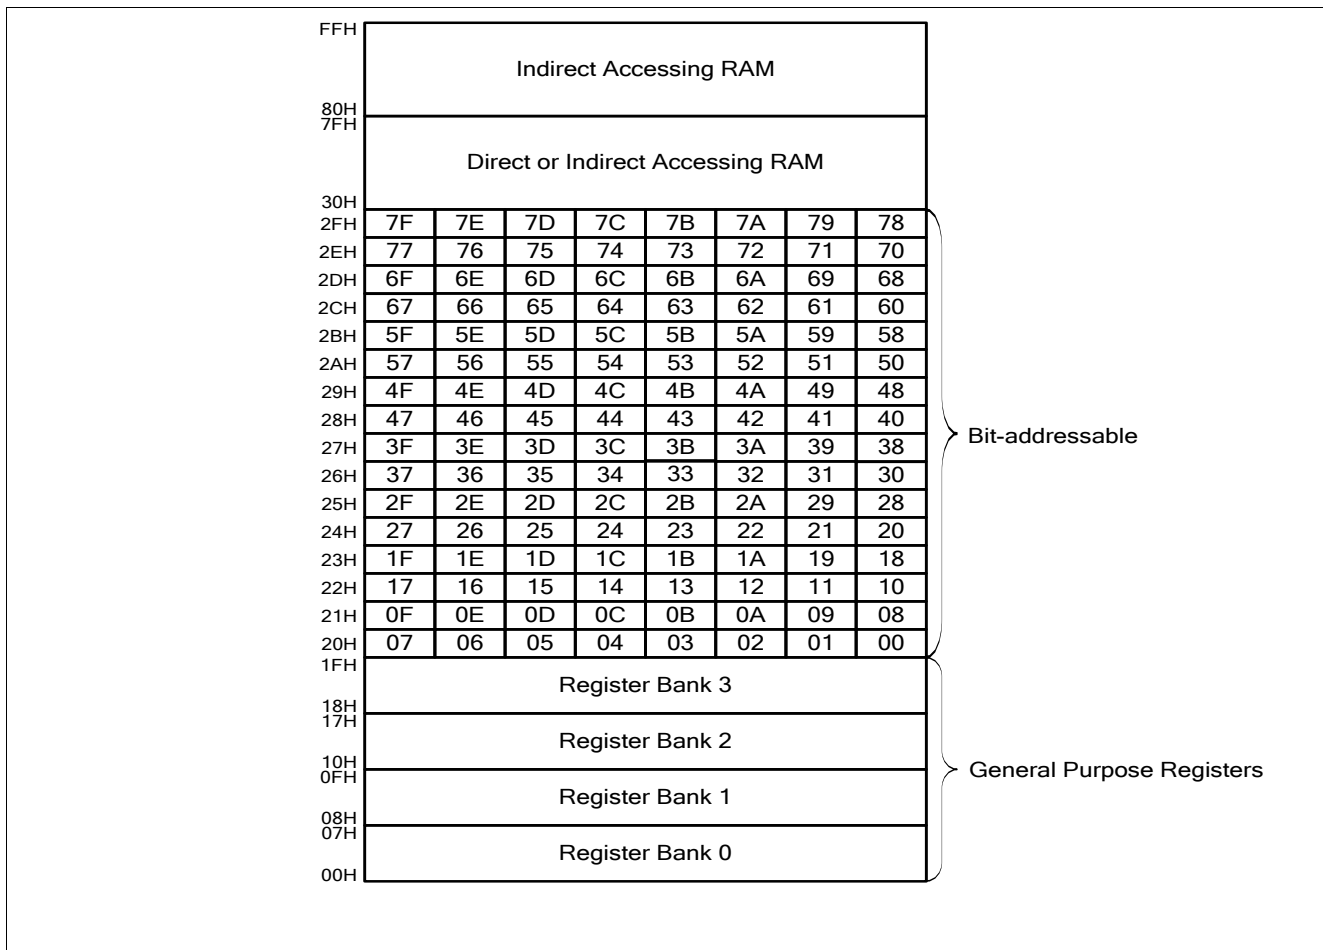 FFH
Indirect Accessing RAM
80H
7FH
Direct or Indirect Accessing RAM
30H
2FH 7F 7E 7D 7C 7B 7A 79 78
2EH 77 76 75 74 73 72 71 70
2DH 6F 6E 6D 6C 6B 6A 69 68
2CH 67 66 65 64 63 62 61 60
2BH 5F 5E 5D 5C 5B 5A 59 58
2AH 57 56 55 54 53 52 51 50
29H 4F 4E 4D 4C 4B 4A 49 48
28H 47 46 45 44 43 42 41 40
Bit-addressable
27H 3F 3E 3D 3C 3B 3A 39 38
26H 37 36 35 34 33 32 31 30
25H 2F 2E 2D 2C 2B 2A 29 28
24H 27 26 25 24 23 22 21 20
23H 1F 1E 1D 1C 1B 1A 19 18
22H 17 16 15 14 13 12 11 10
21H 0F 0E 0D 0C 0B 0A 09 08
20H 07 06 05 04 03 02 01 00
1FH
Register Bank 3
18H
17H
Register Bank 2
10H
General Purpose Registers
0FH
Register Bank 1
08H
07H
Register Bank 0
00H